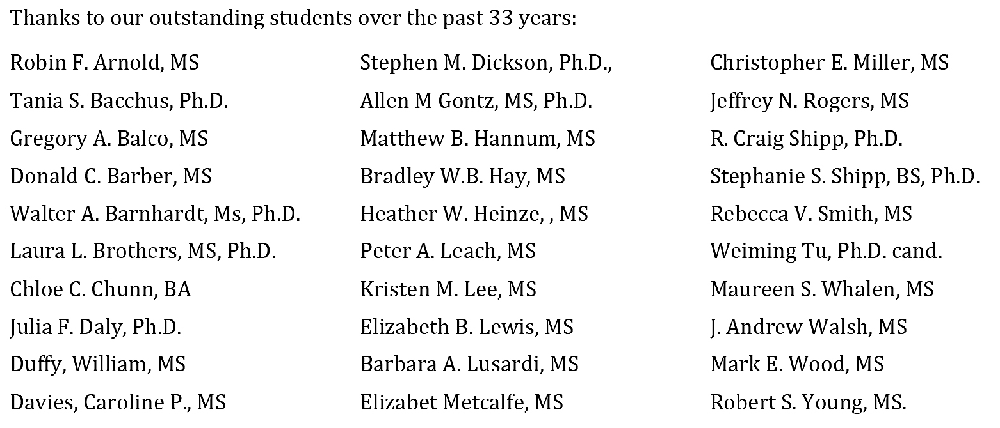 Thanks to our outstanding students over the past 33 years:
Robin F. Arnold, MS
Tania S. Bacchus, Ph.D.
Gregory A. Balco, MS
Donald C. Barber, MS
Walter A. Barnhardt, Ms, Ph.D.
Laura L. Brothers, MS, Ph.D.
Chloe C. Chunn, BA
Julia F. Daly, Ph.D.
Duffy, William, MS
Davies, Caroline P., MS
Stephen M. Dickson, Ph.D.,
Allen M Gontz, MS, Ph.D.
Matthew B. Hannum, MS
Bradley W.B. Hay, MS
Heather W. Heinze, , MS
Peter A. Leach, MS
Kristen M. Lee, MS
Elizabeth B. Lewis, MS
Barbara A. Lusardi, MS
Elizabet Metcalfe, MS
Christopher E. Miller, MS
Jeffrey N. Rogers, MS
R. Craig Shipp, Ph.D.
Stephanie S. Shipp, BS, Ph.D.
Rebecca V. Smith, MS
Weiming Tu, Ph.D. cand.
Maureen S. Whalen, MS
J. Andrew Walsh, MS
Mark E. Wood, MS
Robert S. Young, MS.